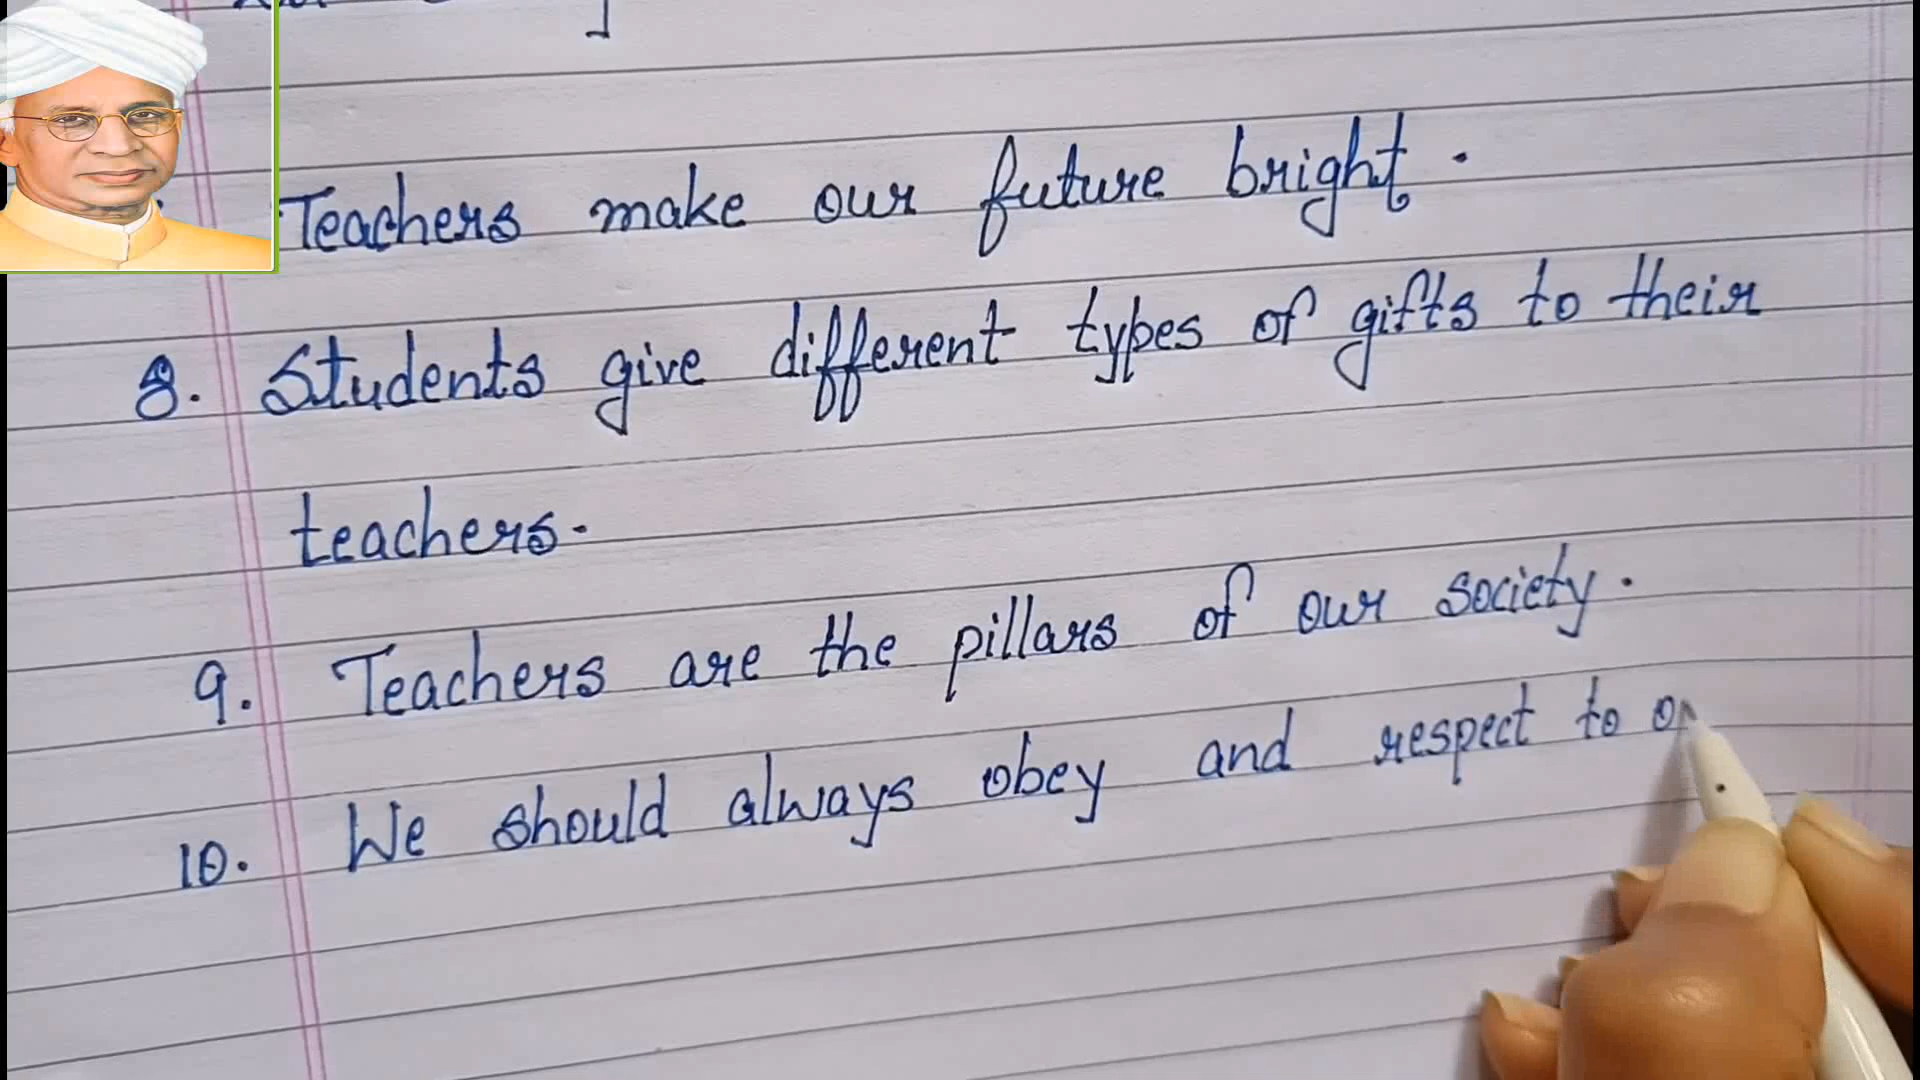 Teachers make our future bright.
8. Students give different types of gifts to their
teachers.
9. Teachers are the pillars of our society.
10. We should always obey and respect to